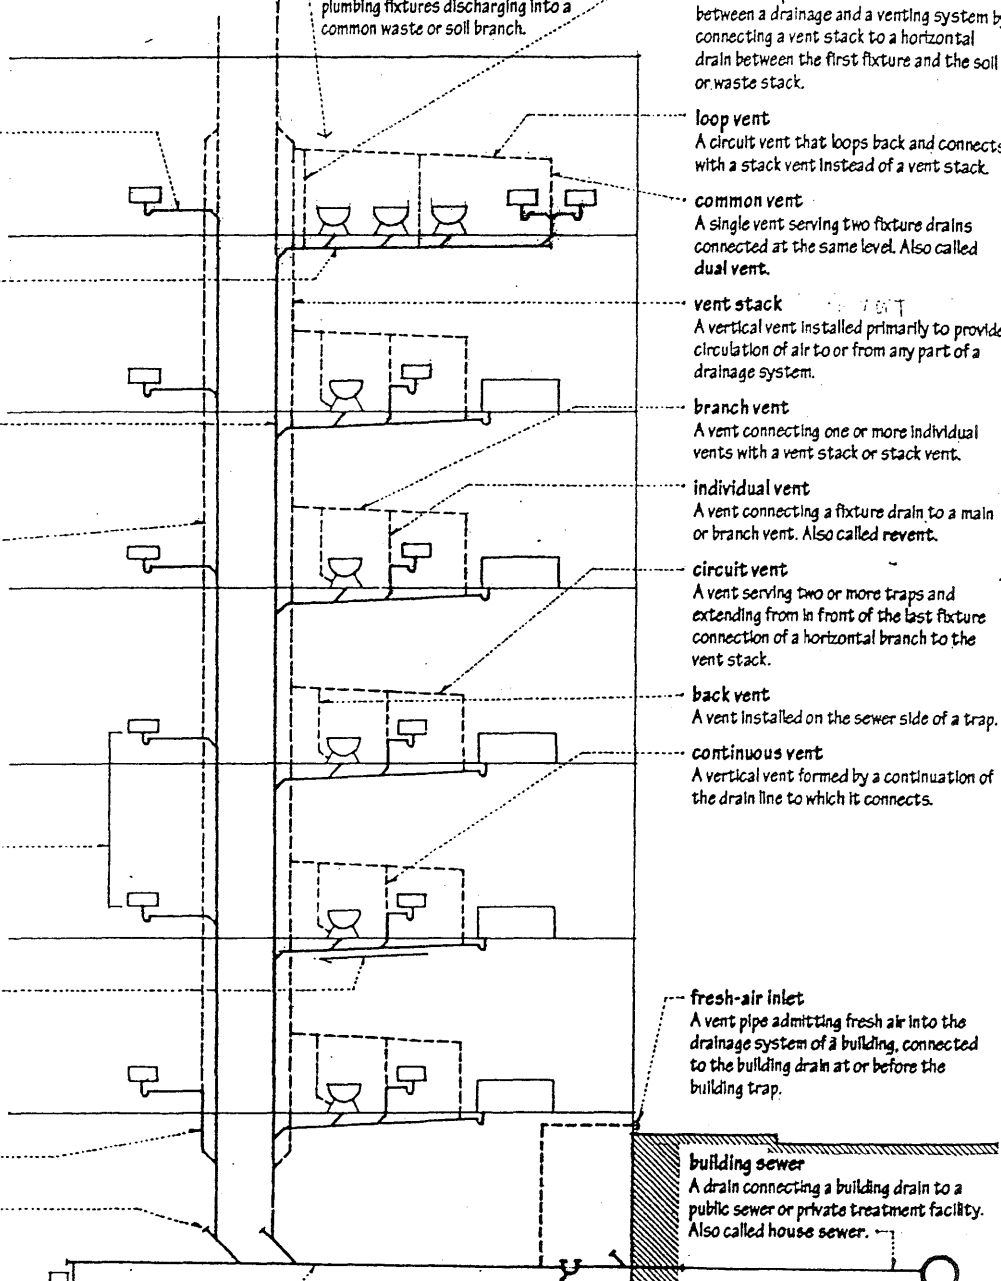 plumbing fixtures discharging into a
common waste or soil branch.
between a drainage and a venting system by
connecting a vent stack to a horizontal
drain between the first fixture and the soil
or waste stack.
loop vent
A circuit vent that loops back and connects
with a stack vent instead of a vent stack.
common vent
A single vent serving two fixture drains
connected at the same level. Also called
dual vent.
vent stack
A vertical vent installed primarily to provide
circulation of air to or from any part of a
drainage system.
branch vent
A vent connecting one or more individual
vents with a vent stack or stack vent.
individual vent
A vent connecting a fixture drain to a main
or branch vent. Also called revent.
circuit vent
A vent serving two or more traps and
extending from in front of the last fixture
connection of a horizontal branch to the
vent stack.
back vent
A vent installed on the sewer side of a trap.
continuous vent
A vertical vent formed by a continuation of
the drain line to which it connects.
fresh-air inlet
A vent pipe admitting fresh air into the
drainage system of a building, connected
to the building drain at or before the
building trap.
building sewer
A drain connecting a building drain to a
public sewer or private treatment facility.
Also called house sewer.